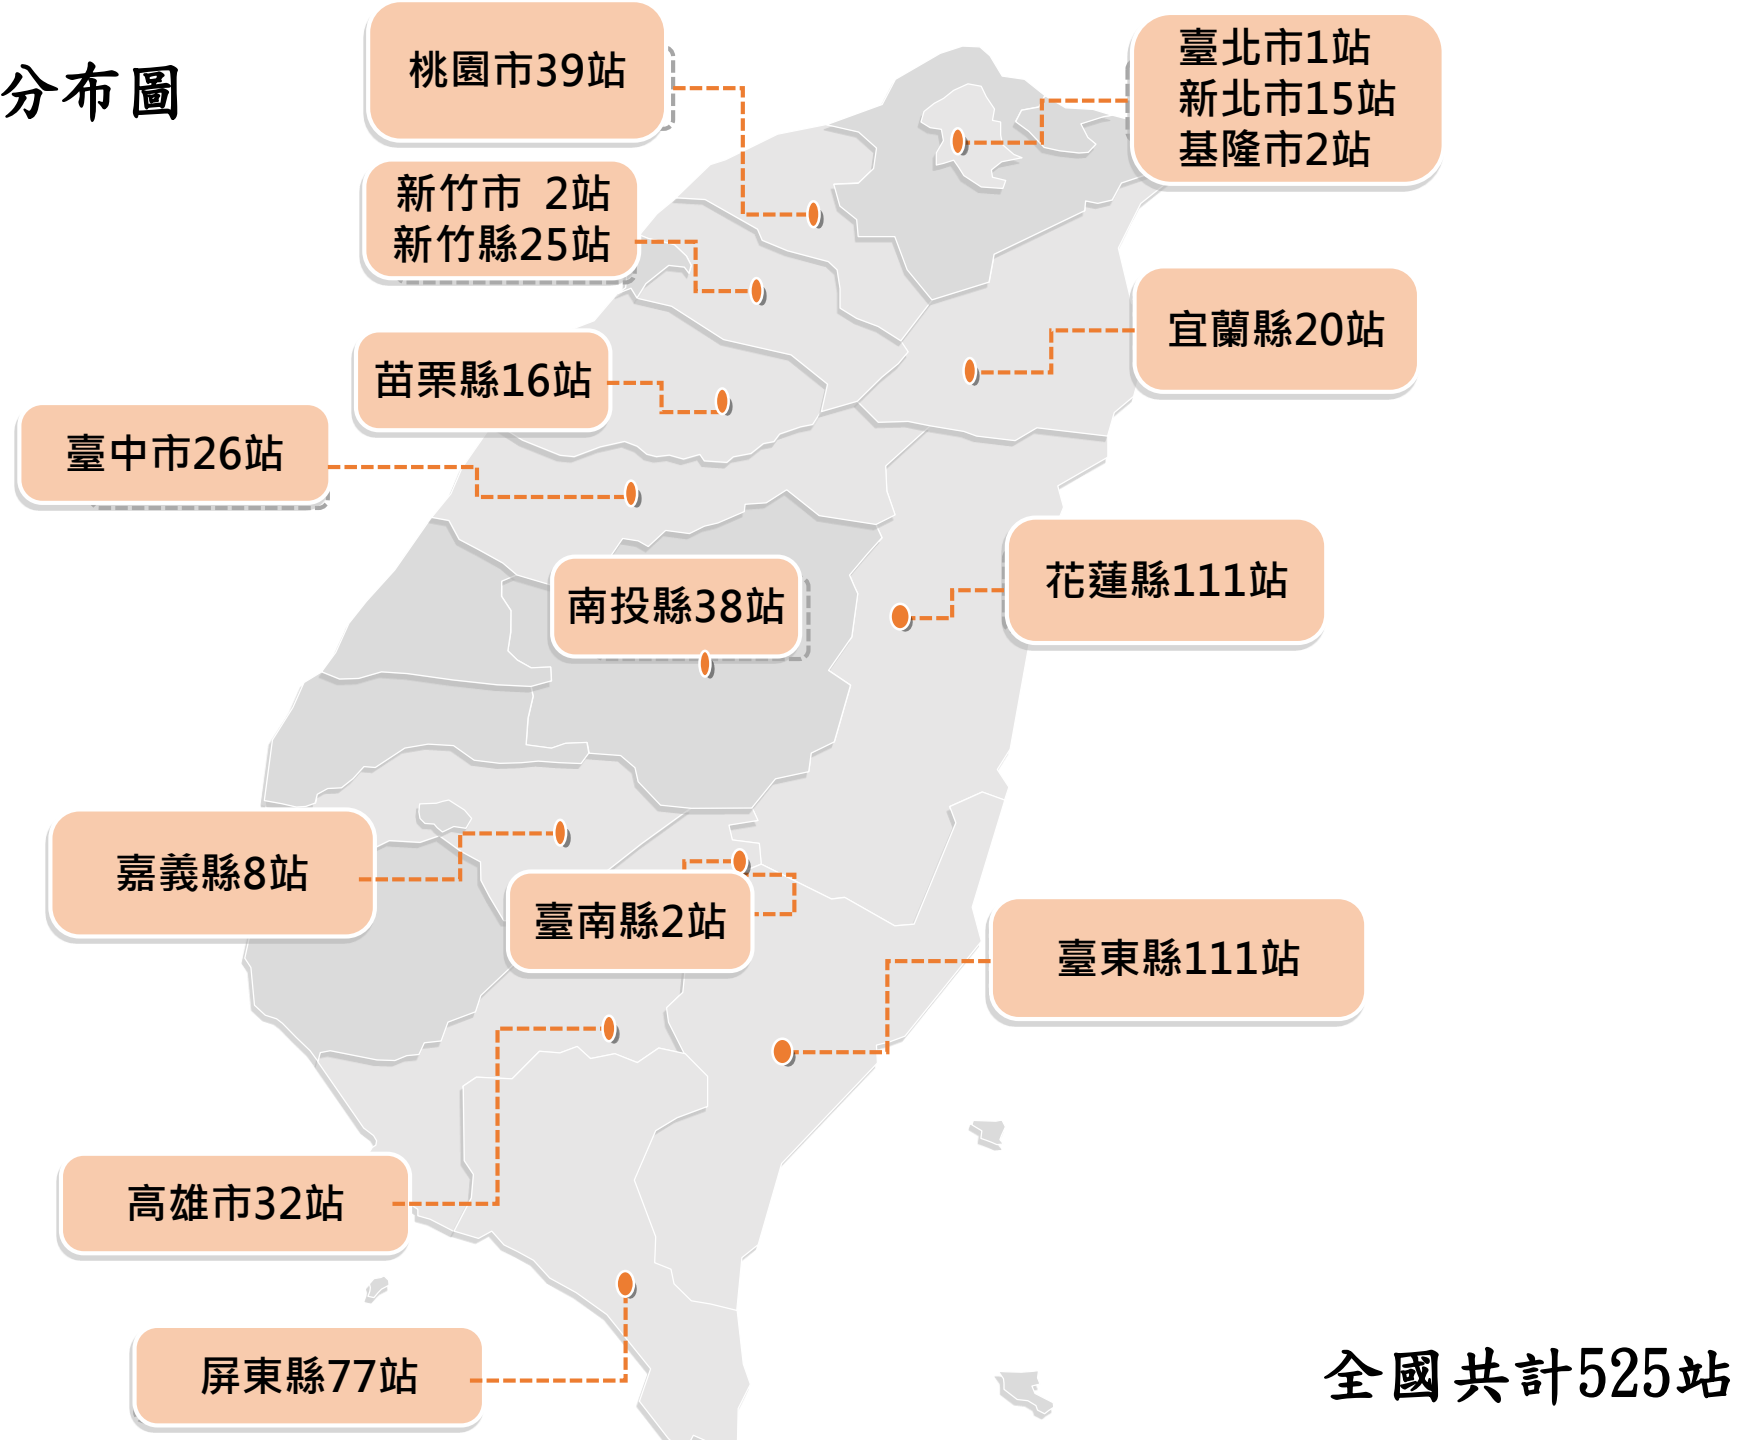 分布圖
桃園市39站
臺北市1站
新北市15站
基隆市2站
新竹市 2站
新竹縣25站
宜蘭縣20站
苗栗縣16站
臺中市26站
花蓮縣111站
南投縣38站
嘉義縣8站
臺南縣2站
臺東縣111站
高雄市32站
屏東縣77站
全國共計525站